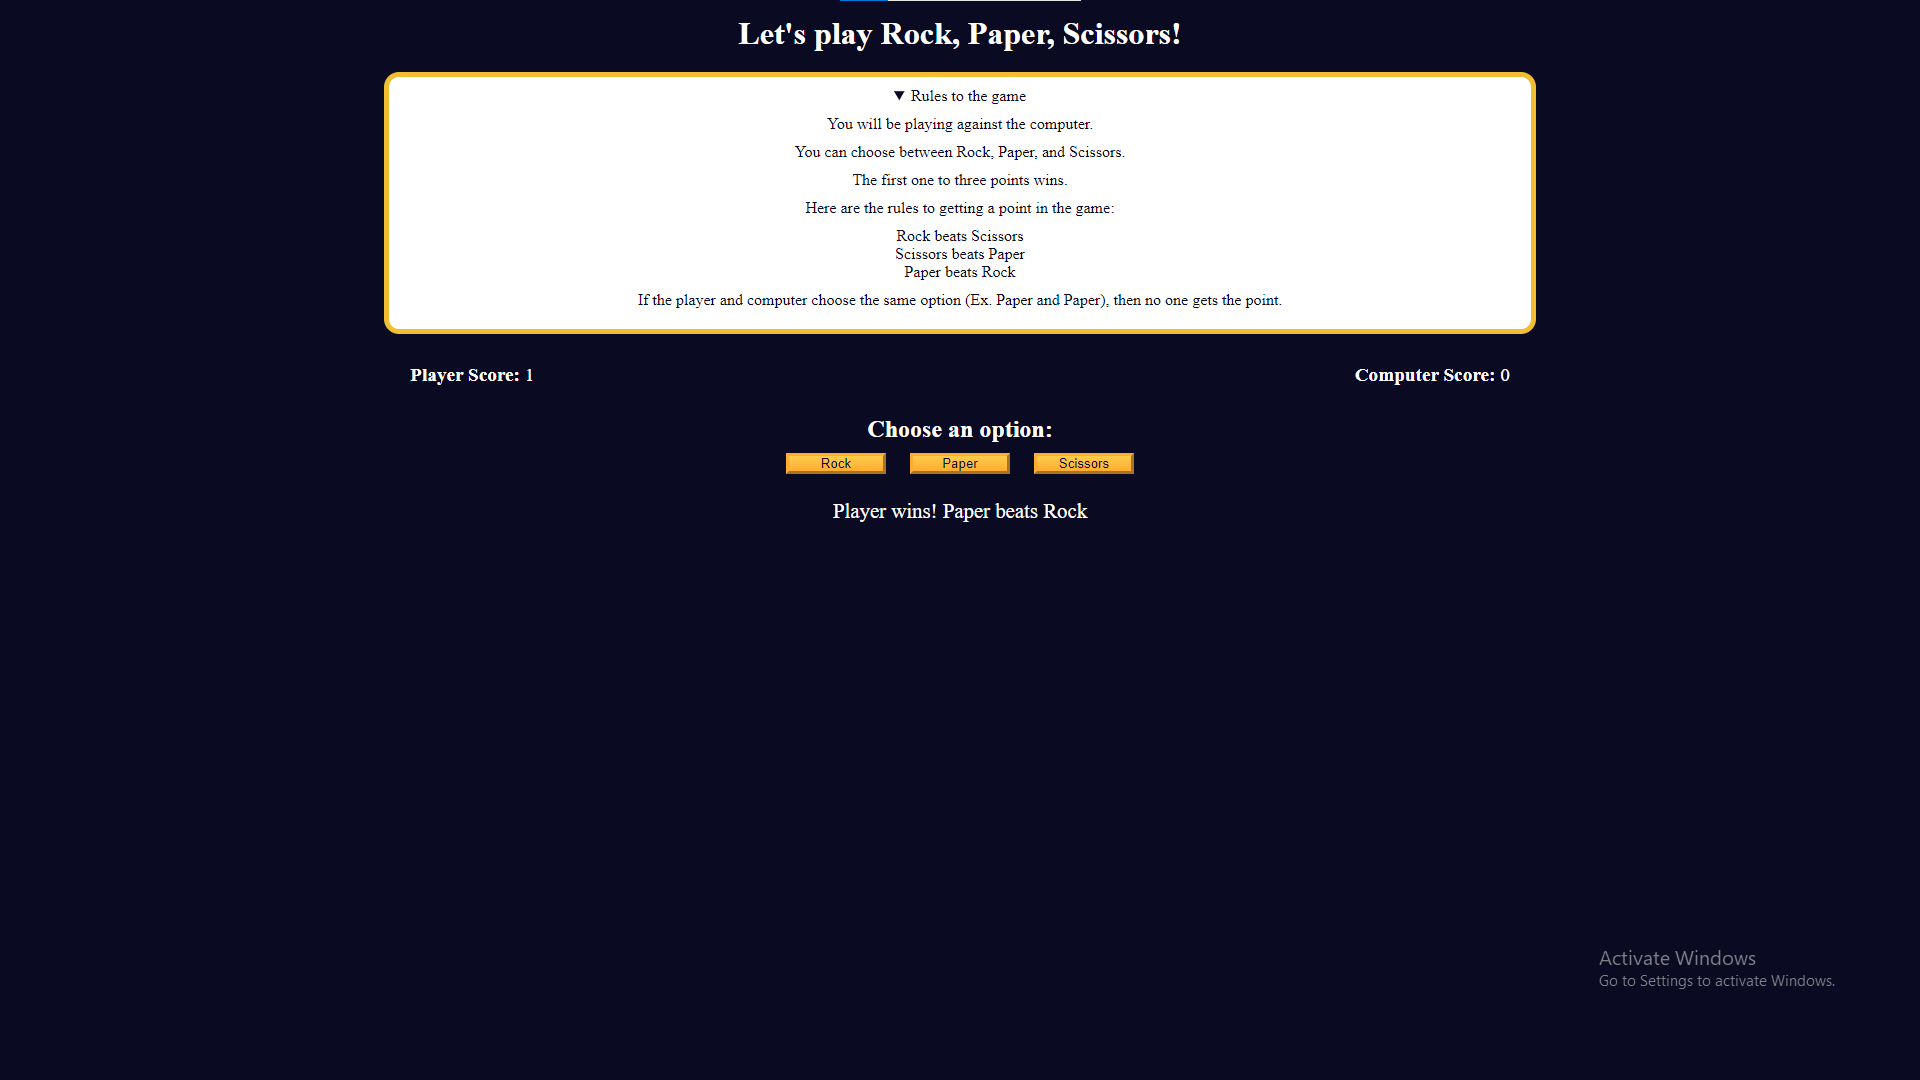 Let's play Rock, Paper, Scissors!
▼ Rules to the game
You will be playing against the computer.
You can choose between Rock, Paper, and Scissors.
The first one to three points wins.
Here are the rules to getting a point in the game:
Rock beats Scissors
Scissors beats Paper
Paper beats Rock
If the player and computer choose the same option (Ex. Paper and Paper), then no one gets the point.
Player Score: 1
Computer Score: 0
Choose an option:
Rock Paper Scissors
Player wins! Paper beats Rock
Activate Windows
Go to Settings to activate Windows.